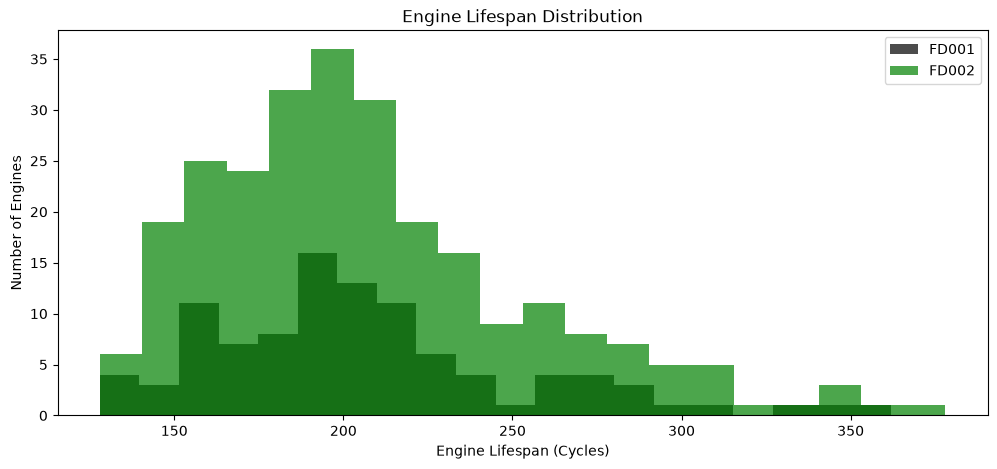 Engine Lifespan Distribution
FD001
FD002
Number of Engines
35
30
25
20
15
10
5
0
150 200 250 300 350
Engine Lifespan (Cycles)